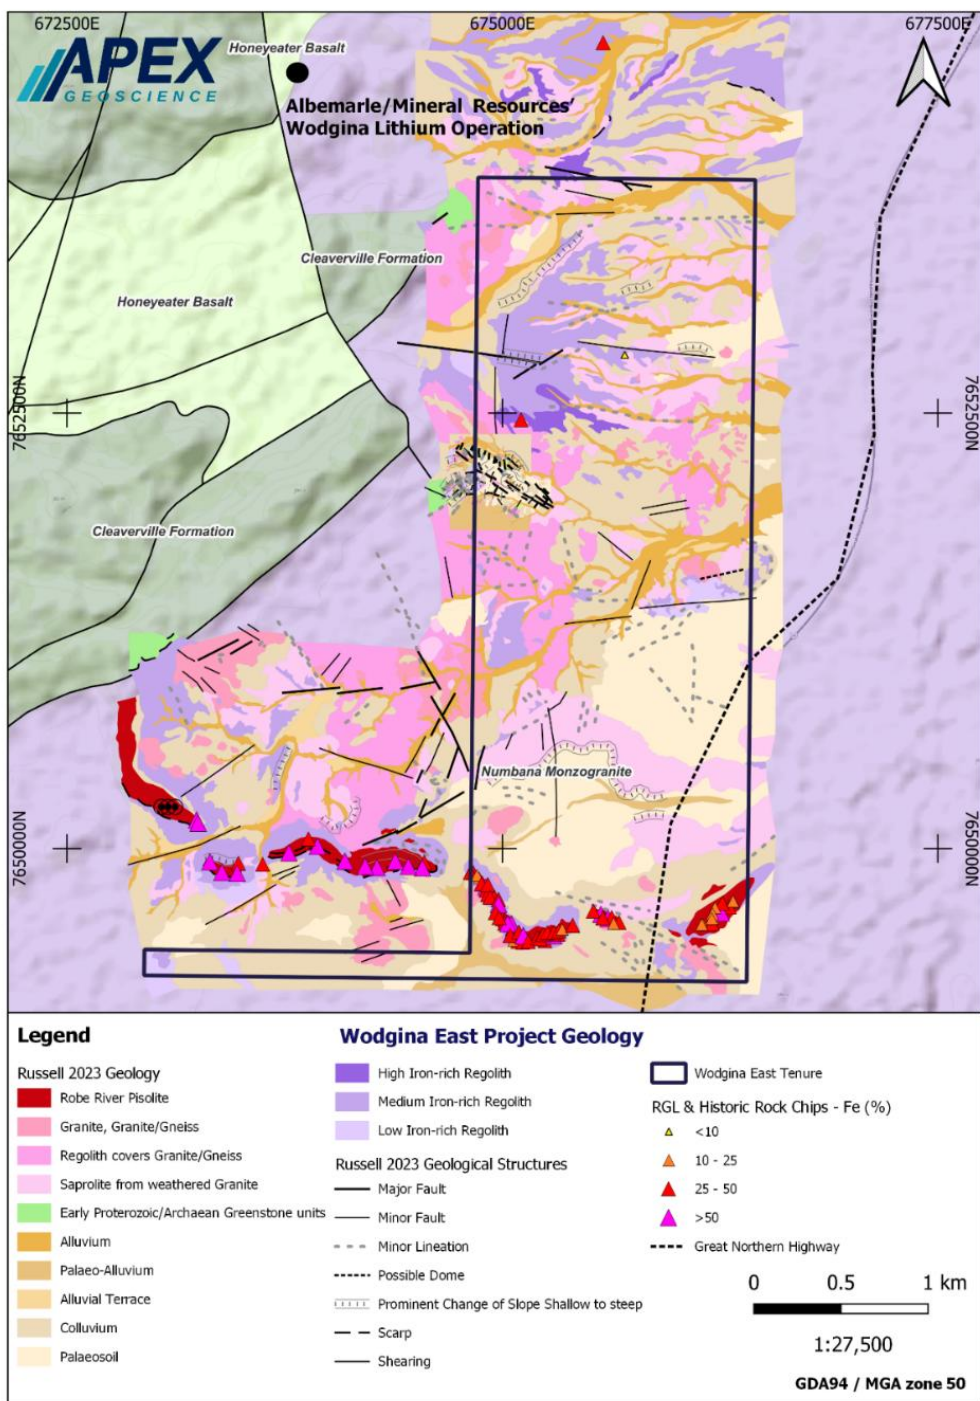 672500E
675000E
677500E
APEX
GEOSCIENCE
Honeyeater Basalt
Albemarle/Mineral Resources'
Wodgina Lithium Operation
Cleaverville Formation
Honeyeater Basalt
7652500N
7652500N
Cleaverville Formation
Numbana Monzogranite
7650000N
7650000N
Legend
Russell 2023 Geology
Robe River Pisolite
Granite, Granite/Gneiss
Regolith covers Granite/Gneiss
Saprolite from weathered Granite
Early Proterozoic/Archaean Greenstone units
Alluvium
Palaeo-Alluvium
Alluvial Terrace
Colluvium
Palaeosoil
Wodgina East Project Geology
High Iron-rich Regolith
Medium Iron-rich Regolith
Low Iron-rich Regolith
Russell 2023 Geological Structures
Major Fault
Minor Fault
Minor Lineation
Possible Dome
Prominent Change of Slope Shallow to steep
Scarp
Shearing
Wodgina East Tenure
RGL & Historic Rock Chips - Fe (%)
<10
10 - 25
25 - 50
>50
Great Northern Highway
0 0.5 1 km
1:27,500
GDA94 / MGA zone 50